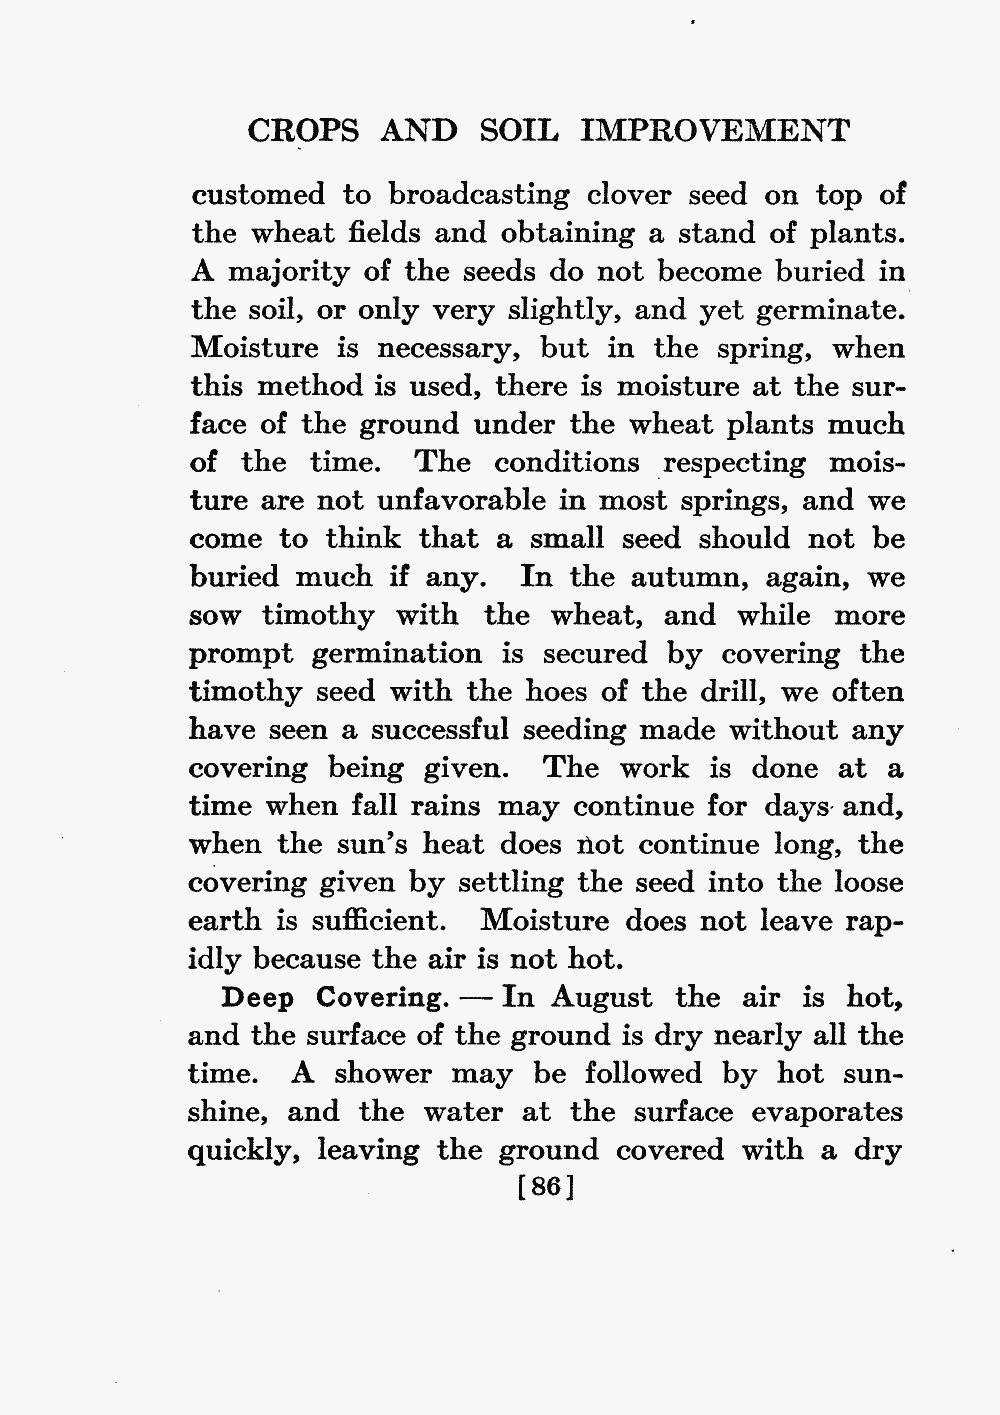 CROPS AND SOIL IMPROVEMENT
customed to broadcasting clover seed on top of
the wheat fields and obtaining a stand of plants.
A majority of the seeds do not become buried in
the soil, or only very slightly, and yet germinate.
Moisture is necessary, but in the spring, when
this method is used, there is moisture at the sur-
face of the ground under the wheat plants much
of the time. The conditions respecting mois-
ture are not unfavorable in most springs, and we
come to think that a small seed should not be
buried much if any. In the autumn, again, we
sow timothy with the wheat, and while more
prompt germination is secured by covering the
timothy seed with the hoes of the drill, we often
have seen a successful seeding made without any
covering being given. The work is done at a
time when fall rains may continue for days and,
when the sun's heat does not continue long, the
covering given by settling the seed into the loose
earth is sufficient. Moisture does not leave rap-
idly because the air is not hot.
Deep Covering. — In August the air is hot,
and the surface of the ground is dry nearly all the
time. A shower may be followed by hot sun-
shine, and the water at the surface evaporates
quickly, leaving the ground covered with a dry
[86]